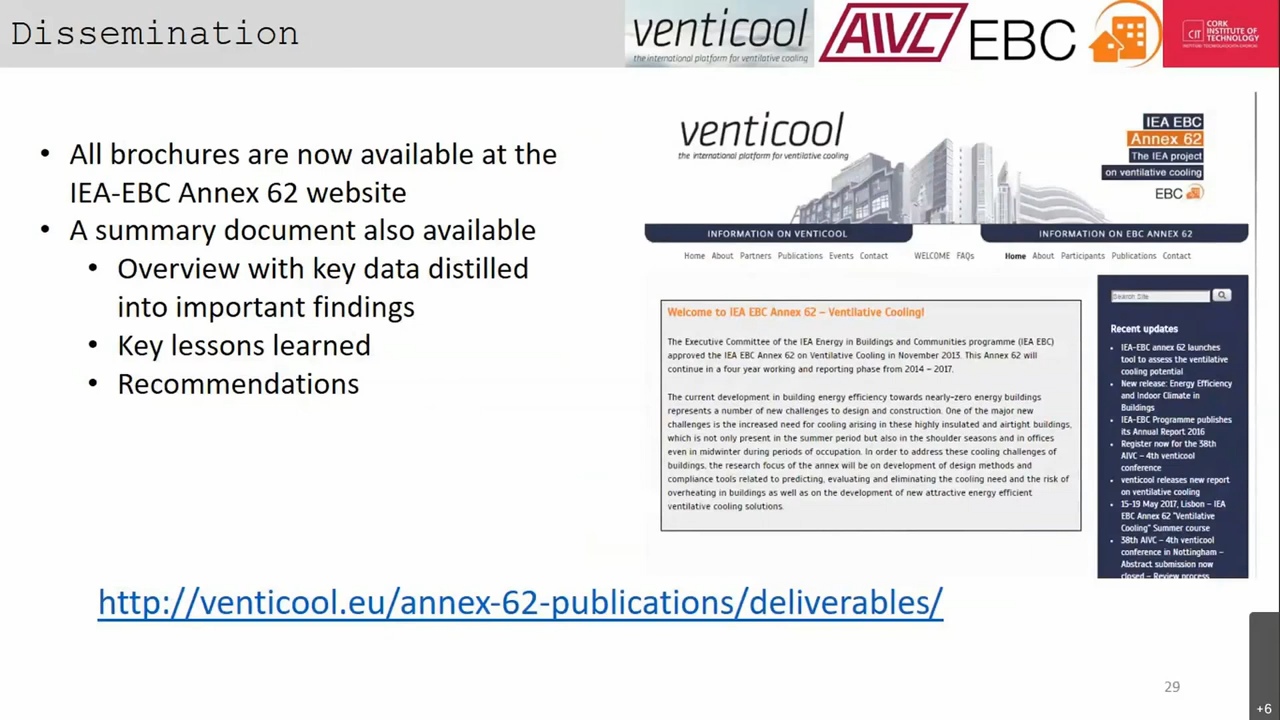 Dissemination
venticool
the international platform for ventilative cooling
AIVC
EBC
CIT
CORK
INSTITUTE OF
TECHNOLOGY
• All brochures are now available at the
IEA-EBC Annex 62 website
• A summary document also available
• Overview with key data distilled
into important findings
• Key lessons learned
• Recommendations
venticool
the international platform for ventilative cooling
IEA EBC
Annex 62
The IEA project
on ventilative cooling
EBC
INFORMATION ON VENTICOOL
INFORMATION ON EBC ANNEX 62
Home About Partners Publications Events Contact
WELCOME FAQs
Home About Participants Publications Contact
Welcome to IEA EBC Annex 62 – Ventilative Cooling!
The Executive Committee of the IEA Energy in Buildings and Communities programme (IEA EBC)
approved the IEA EBC Annex 62 on Ventilative Cooling in November 2013. This Annex 62 will
continue in a four year working and reporting phase from 2014 – 2017.
The current development in building energy efficiency towards nearly-zero energy buildings
represents a number of new challenges to design and construction. One of the major new
challenges is the increased need for cooling arising in these highly insulated and airtight buildings,
which is not only present in the summer period but also in the shoulder seasons and in offices
even in midwinter during periods of occupation. In order to address these cooling challenges of
buildings, the research focus of the annex will be on development of design methods and
compliance tools related to predicting, evaluating and eliminating the cooling need and the risk of
overheating in buildings as well as on the development of new attractive energy efficient
ventilative cooling solutions.
Search Site
Recent updates
• IEA-EBC annex 62 launches
tool to assess the ventilative
cooling potential
• New release: Energy Efficiency
and Indoor Climate in
Buildings
• IEA-EBC Programme publishes
its Annual Report 2016
• Register now for the 38th
AIVC – 4th venticool
conference
• venticool releases new report
on ventilative cooling
• 15-19 May 2017, Lisbon – IEA
EBC Annex 62 "Ventilative
Cooling" Summer course
• 38th AIVC – 4th venticool
conference in Nottingham –
Abstract submission now
closed – Review process
http://venticool.eu/annex-62-publications/deliverables/
29
+6